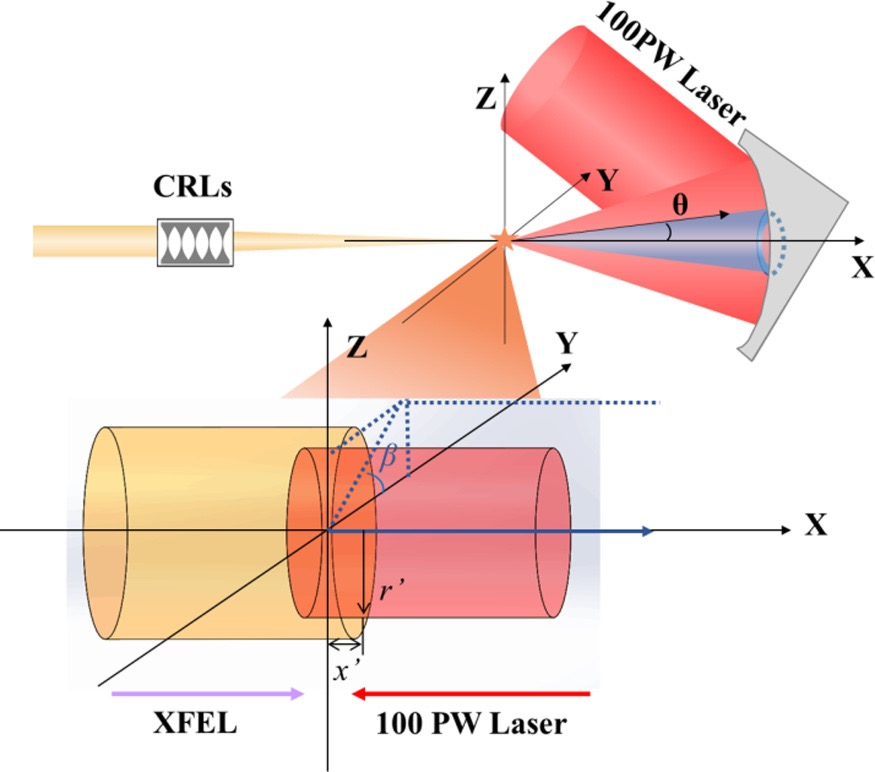 100PW Laser
Z
Y
CRLs
θ
X
Z
Y
β
X
r’
x’
XFEL
100 PW Laser